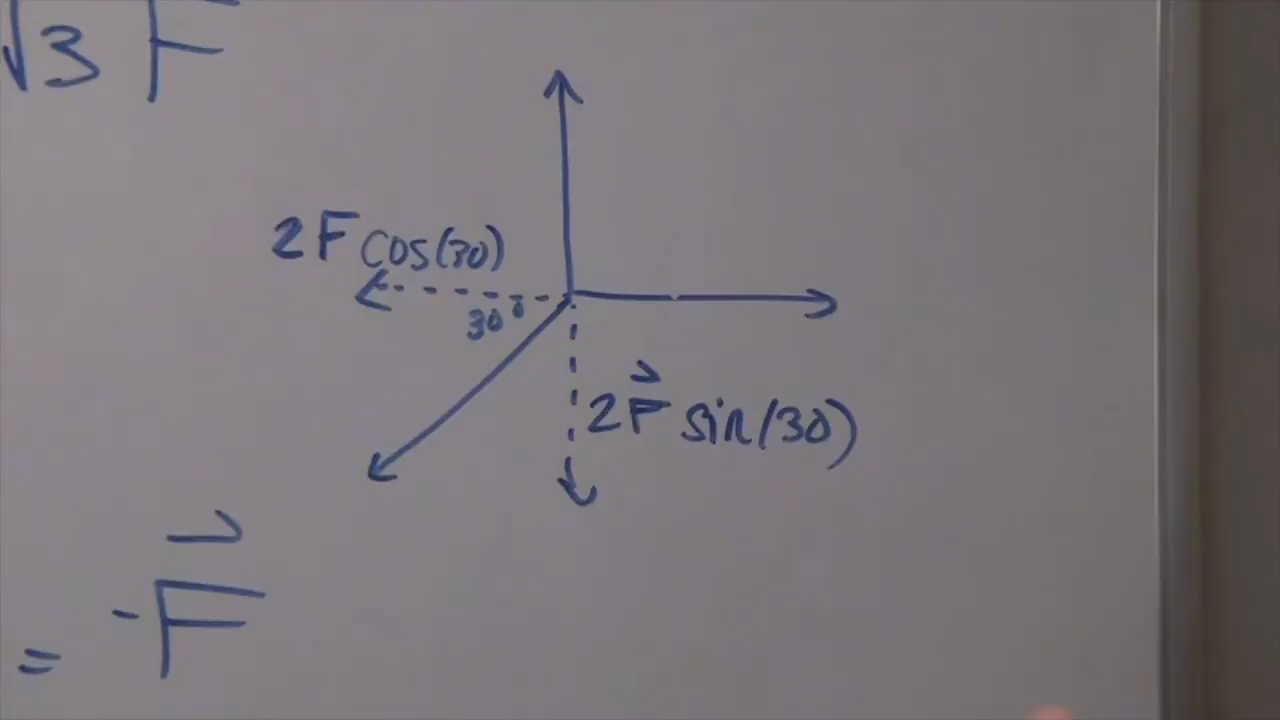 √3 F
2F cos(30)
30°
2F⃗ sin(30)
= -F⃗